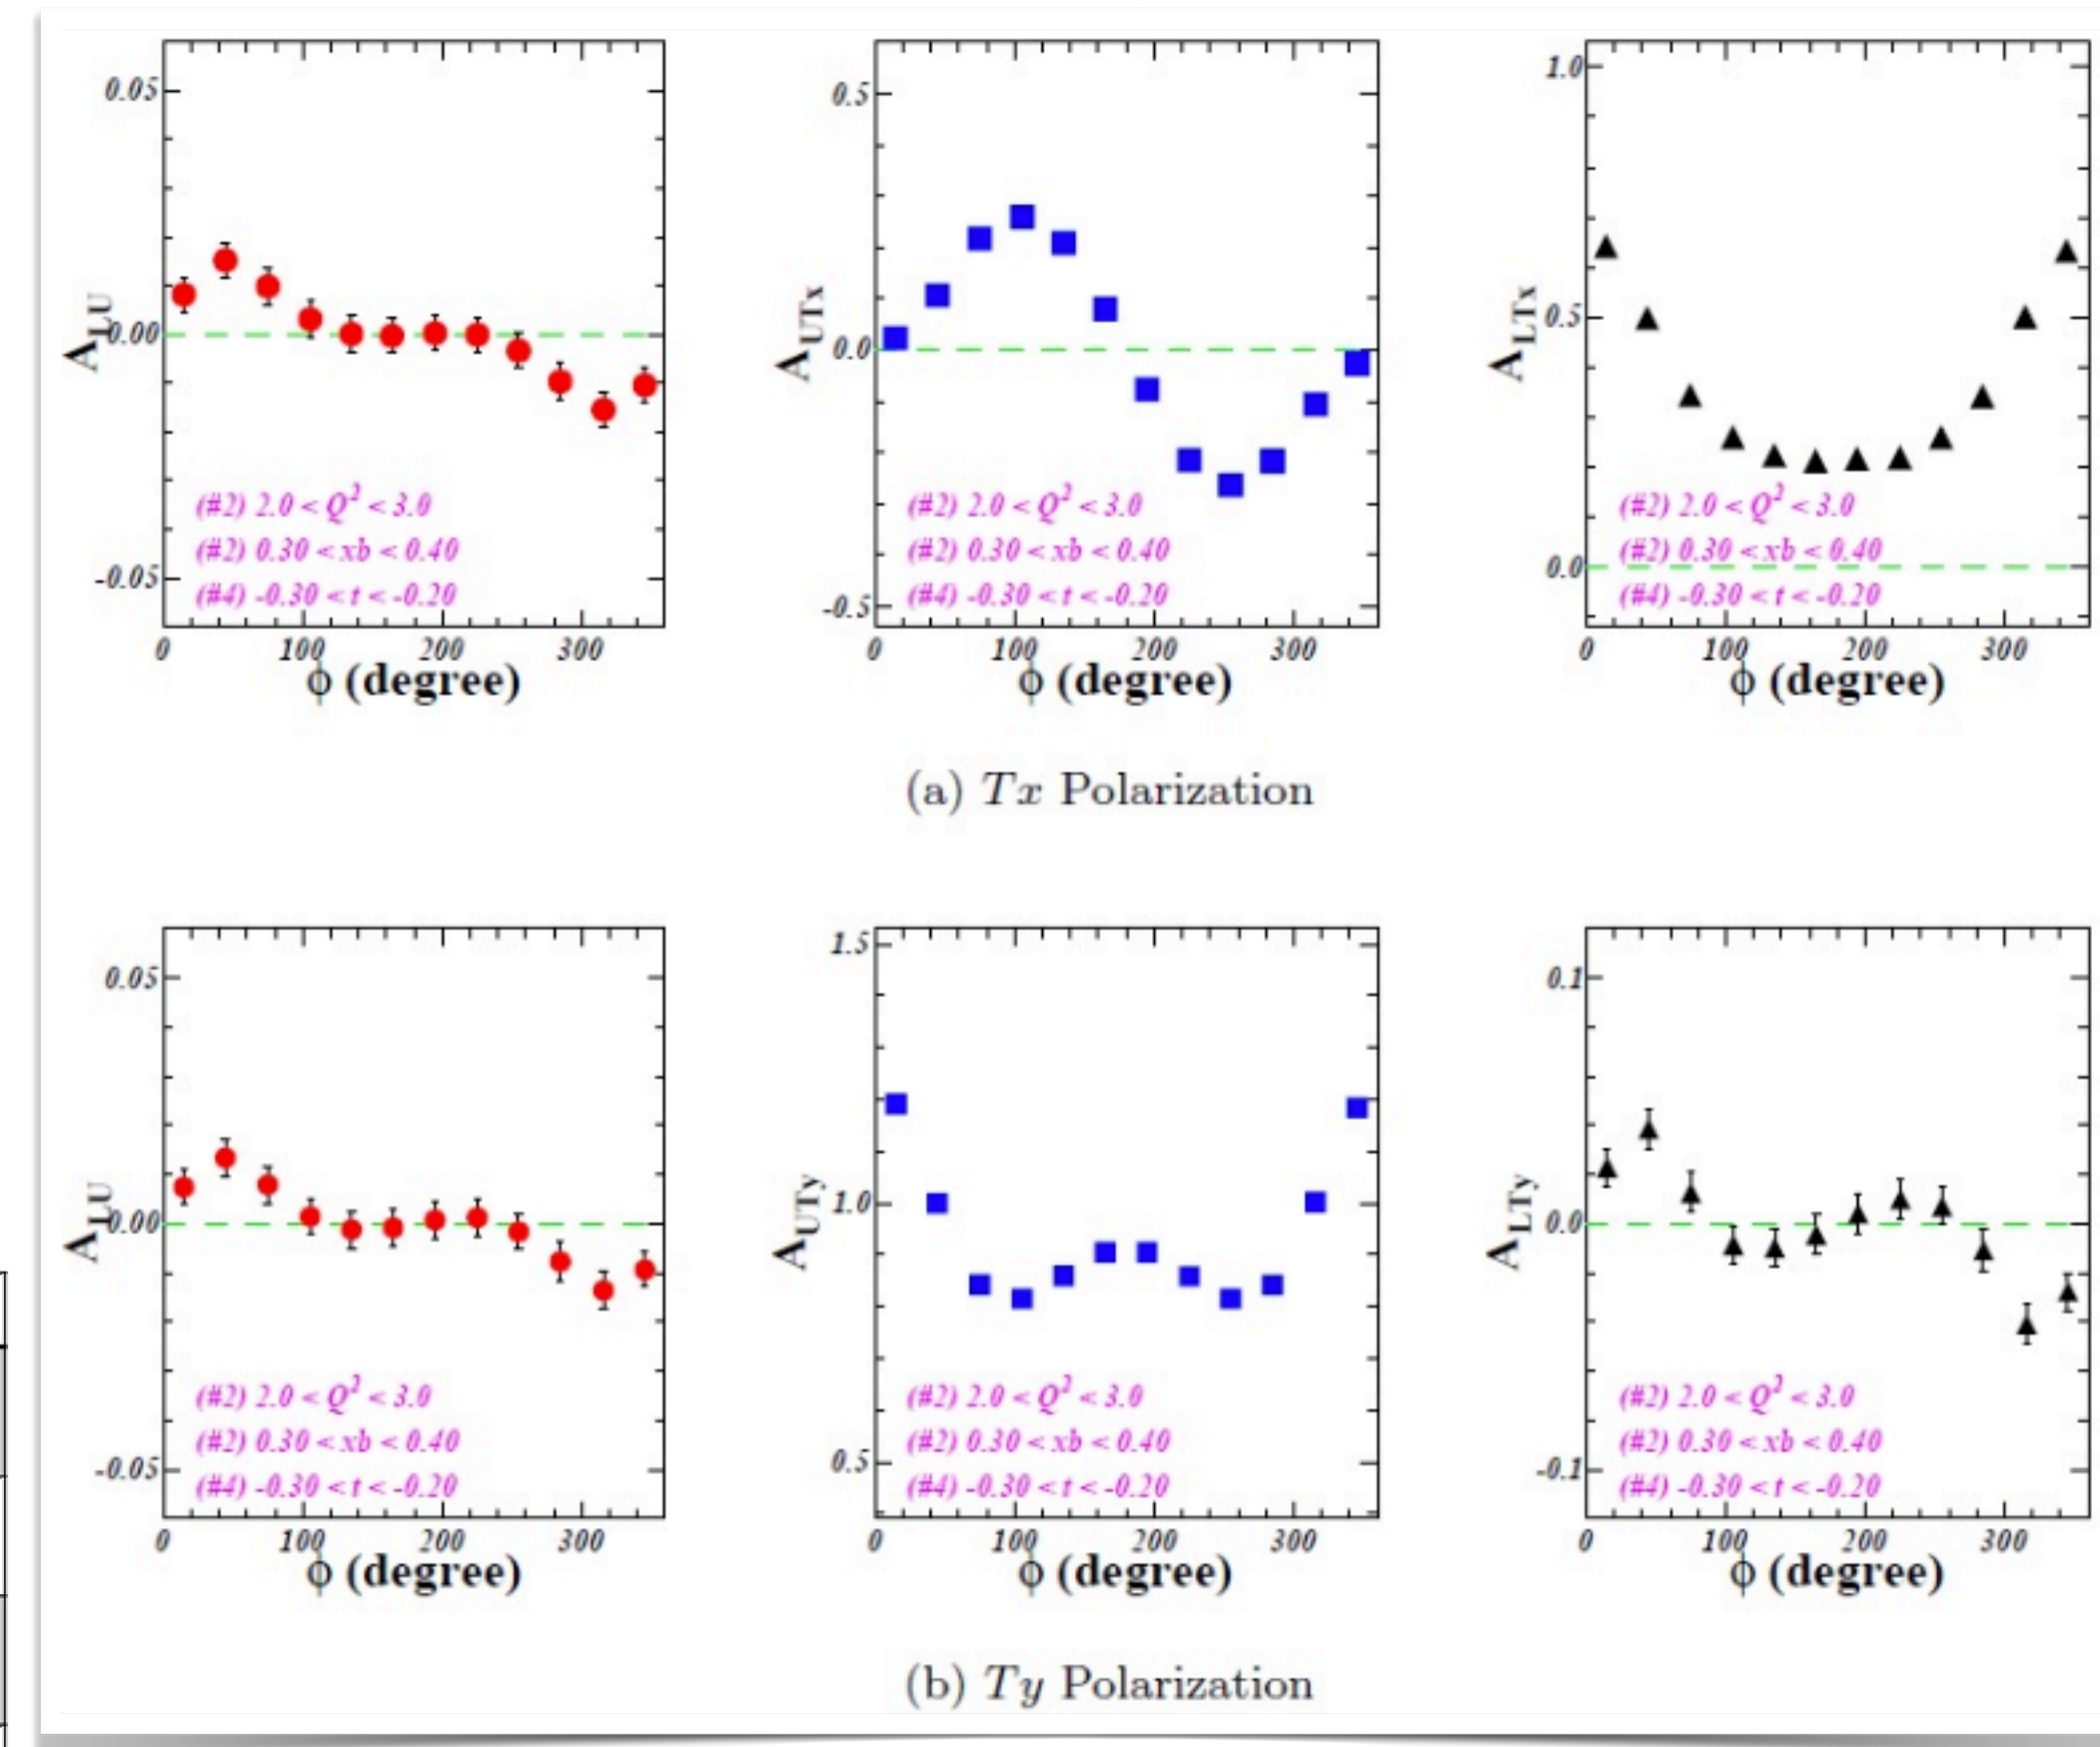 0.05
0.00
-0.05
A_LU
(#2) 2.0 < Q² < 3.0
(#2) 0.30 < xb < 0.40
(#4) -0.30 < t < -0.20
0 100 200 300
ϕ (degree)
0.5
0.0
-0.5
A_UTx
(#2) 2.0 < Q² < 3.0
(#2) 0.30 < xb < 0.40
(#4) -0.30 < t < -0.20
0 100 200 300
ϕ (degree)
1.0
0.5
0.0
A_LTx
(#2) 2.0 < Q² < 3.0
(#2) 0.30 < xb < 0.40
(#4) -0.30 < t < -0.20
0 100 200 300
ϕ (degree)
(a) Tx Polarization
0.05
0.00
-0.05
A_LU
(#2) 2.0 < Q² < 3.0
(#2) 0.30 < xb < 0.40
(#4) -0.30 < t < -0.20
0 100 200 300
ϕ (degree)
1.5
1.0
0.5
A_UTy
(#2) 2.0 < Q² < 3.0
(#2) 0.30 < xb < 0.40
(#4) -0.30 < t < -0.20
0 100 200 300
ϕ (degree)
0.1
0.0
-0.1
A_LTy
(#2) 2.0 < Q² < 3.0
(#2) 0.30 < xb < 0.40
(#4) -0.30 < t < -0.20
0 100 200 300
ϕ (degree)
(b) Ty Polarization